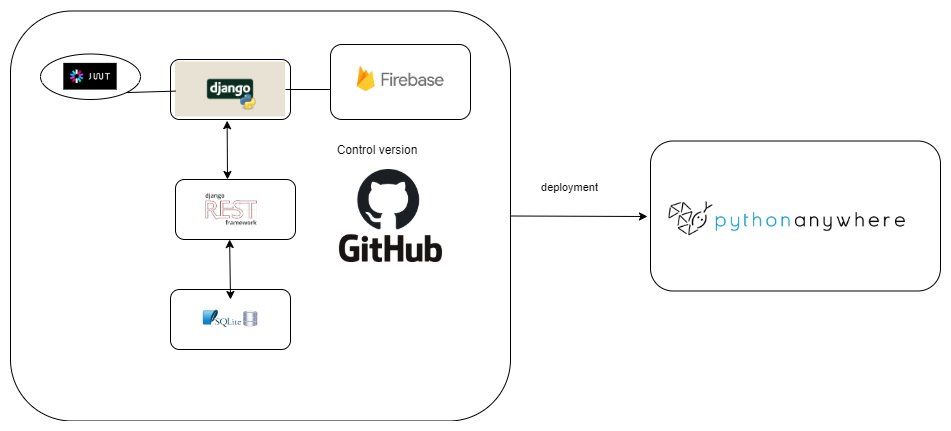 JWT
django
Firebase
Control version
django
REST
framework
GitHub
deployment
pythonanywhere
SQLite